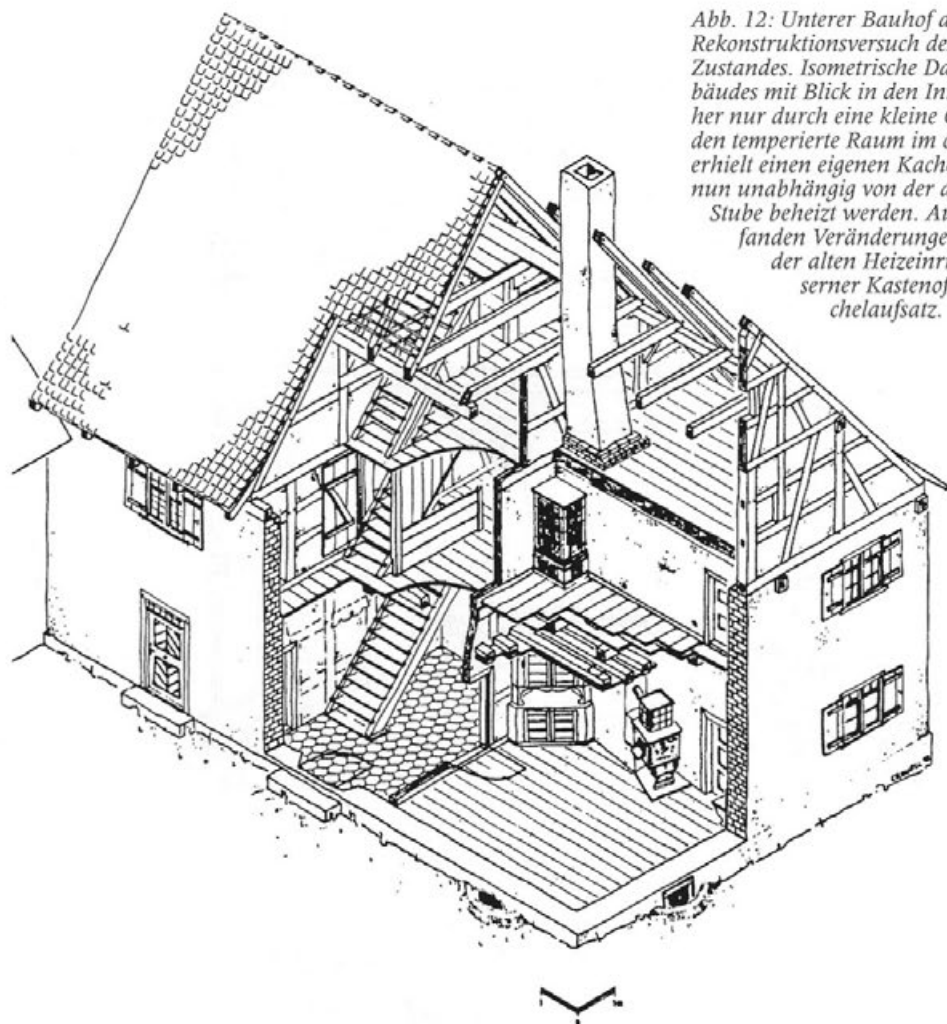 Abb. 12: Unterer Bauhof d
Rekonstruktionsversuch de
Zustandes. Isometrische Da
bäudes mit Blick in den In
her nur durch eine kleine
den temperierte Raum im
erhielt einen eigenen Kach
nun unabhängig von der a
Stube beheizt werden. Au
fanden Veränderunge
der alten Heizeinri
serner Kastenof
chelaufsatz.